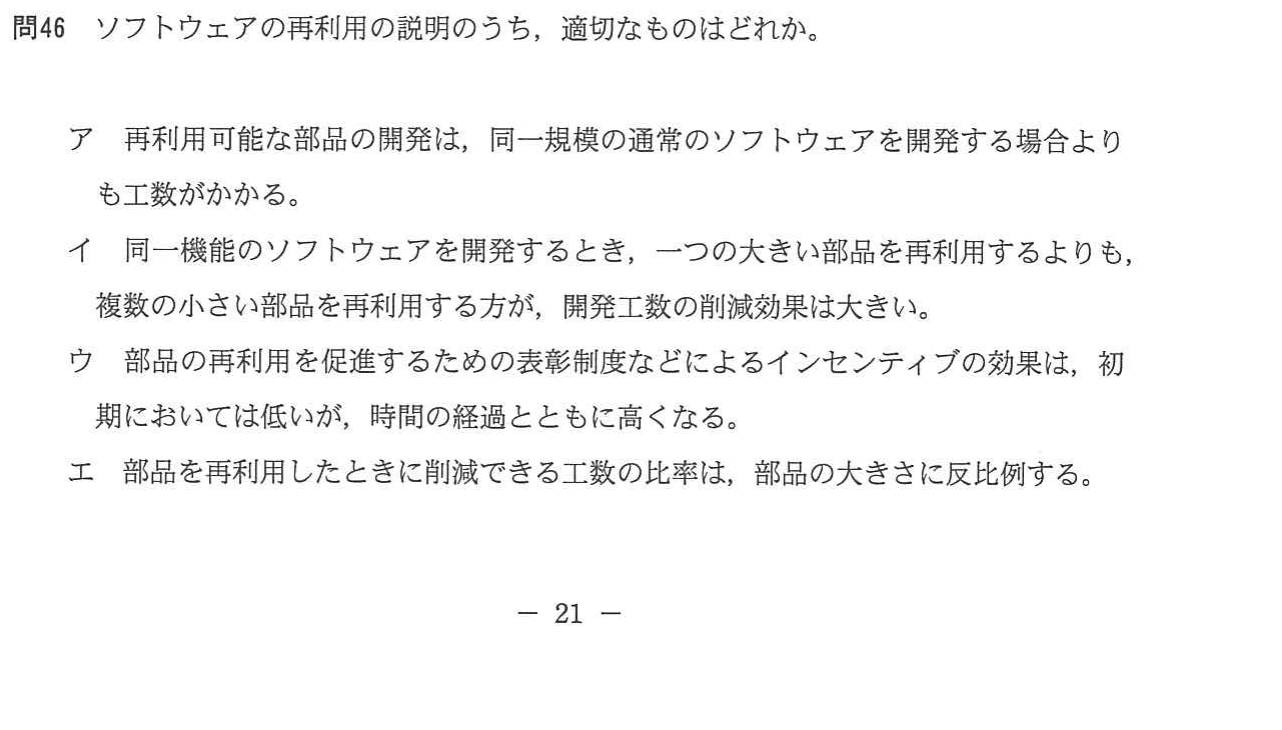 問46 ソフトウェアの再利用の説明のうち，適切なものはどれか。
ア 再利用可能な部品の開発は，同一規模の通常のソフトウェアを開発する場合より
も工数がかかる。
イ 同一機能のソフトウェアを開発するとき，一つの大きい部品を再利用するよりも，
複数の小さい部品を再利用する方が，開発工数の削減効果は大きい。
ウ 部品の再利用を促進するための表彰制度などによるインセンティブの効果は，初
期においては低いが，時間の経過とともに高くなる。
エ 部品を再利用したときに削減できる工数の比率は，部品の大きさに反比例する。
－ 21 －